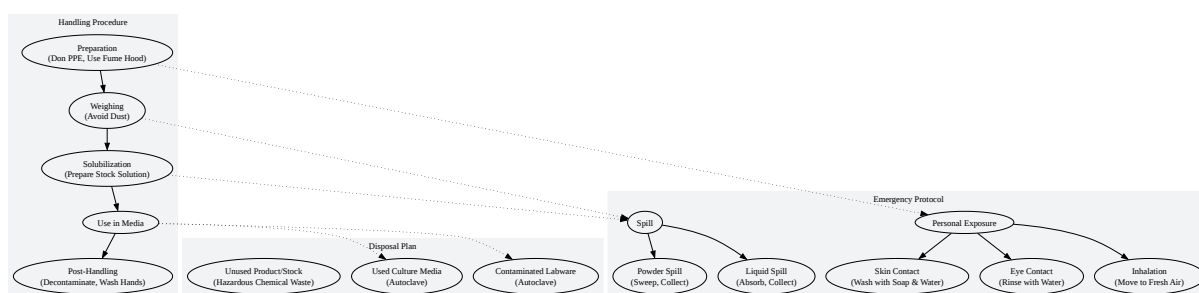 Handling Procedure
Preparation
(Don PPE, Use Fume Hood)
Weighing
(Avoid Dust)
Solubilization
(Prepare Stock Solution)
Use in Media
Post-Handling
(Decontaminate, Wash Hands)
Disposal Plan
Unused Product/Stock
(Hazardous Chemical Waste)
Used Culture Media
(Autoclave)
Contaminated Labware
(Autoclave)
Emergency Protocol
Spill
Personal Exposure
Powder Spill
(Sweep, Collect)
Liquid Spill
(Absorb, Collect)
Skin Contact
(Wash with Soap & Water)
Eye Contact
(Rinse with Water)
Inhalation
(Move to Fresh Air)